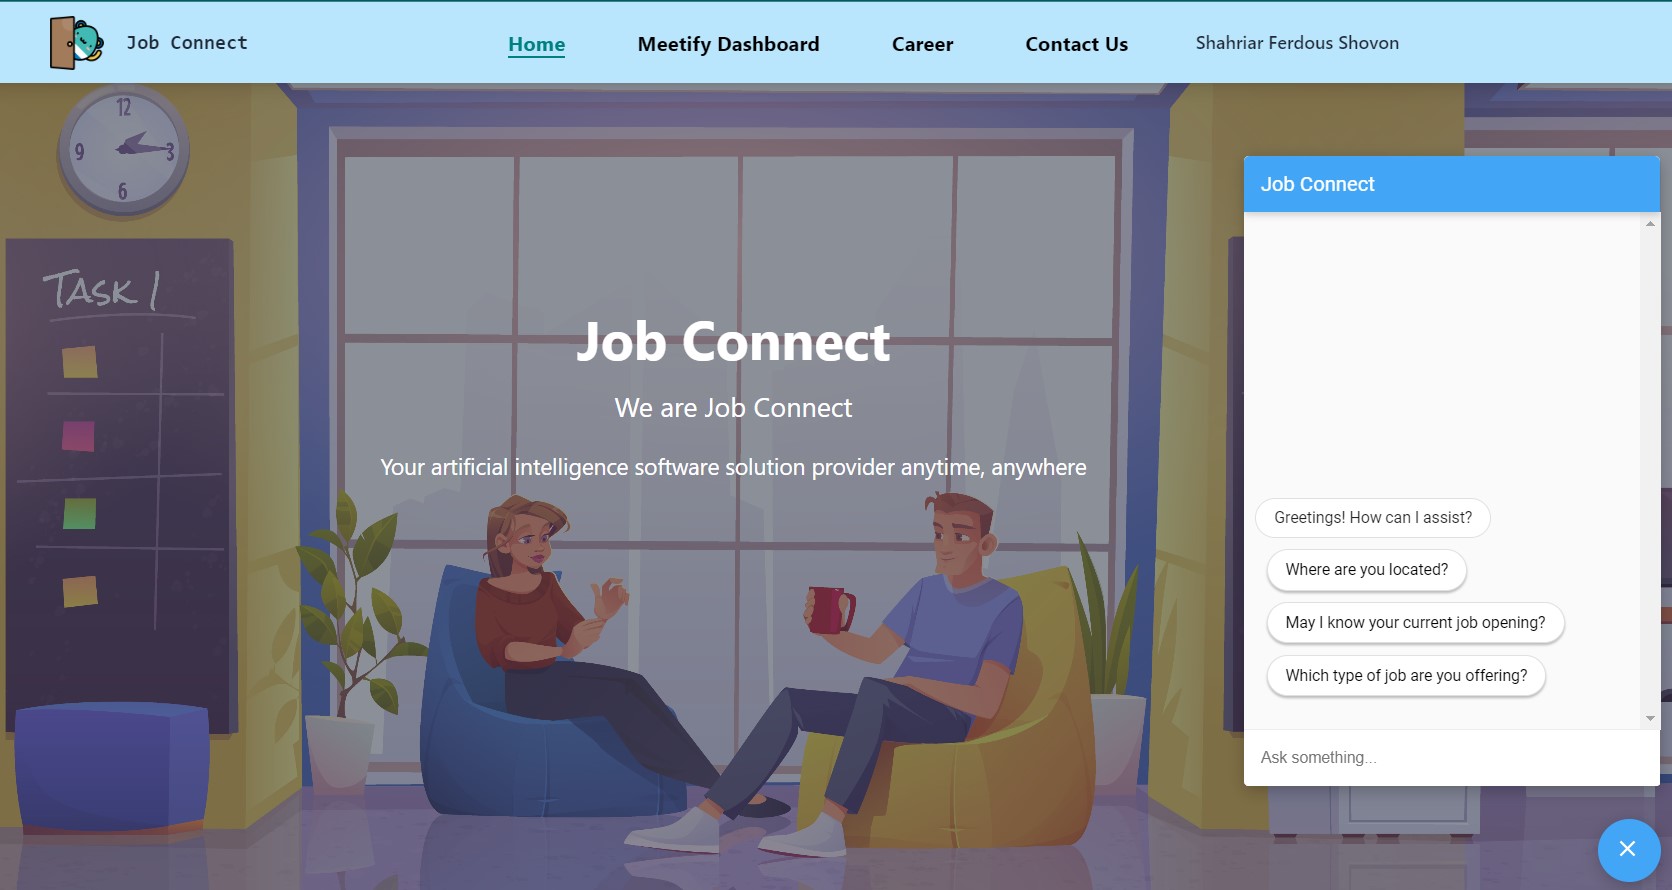 Job Connect
Home
Meetify Dashboard
Career
Contact Us
Shahriar Ferdous Shovon
12
9
3
6
TASK 1
Job Connect
We are Job Connect
Your artificial intelligence software solution provider anytime, anywhere
Job Connect
Greetings! How can I assist?
Where are you located?
May I know your current job opening?
Which type of job are you offering?
Ask something...